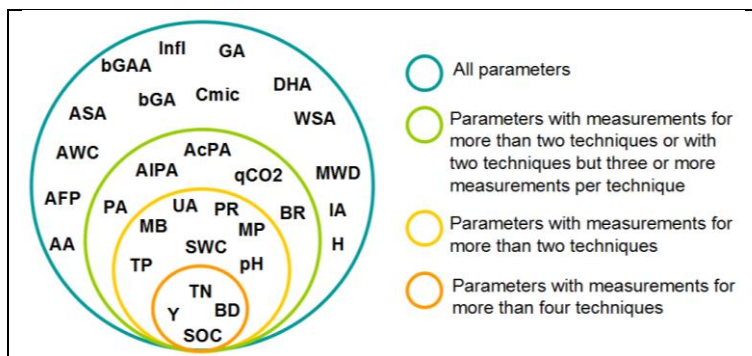 Infl
GA
bGAA
DHA
bGA
Cmic
ASA
WSA
AWC
AcPA
AlPA
qCO2
MWD
AFP
PA
UA
PR
BR
IA
MB
MP
AA
SWC
H
TP
pH
TN
Y
BD
SOC
All parameters
Parameters with measurements for
more than two techniques or with
two techniques but three or more
measurements per technique
Parameters with measurements for
more than two techniques
Parameters with measurements for
more than four techniques